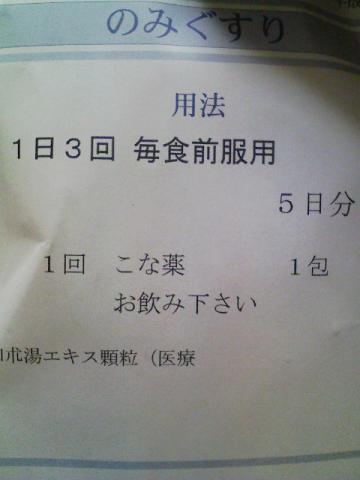 のみぐすり
用法
1日3回 毎食前服用
5日分
1回 こな薬 1包
お飲み下さい
朮湯エキス顆粒（医療